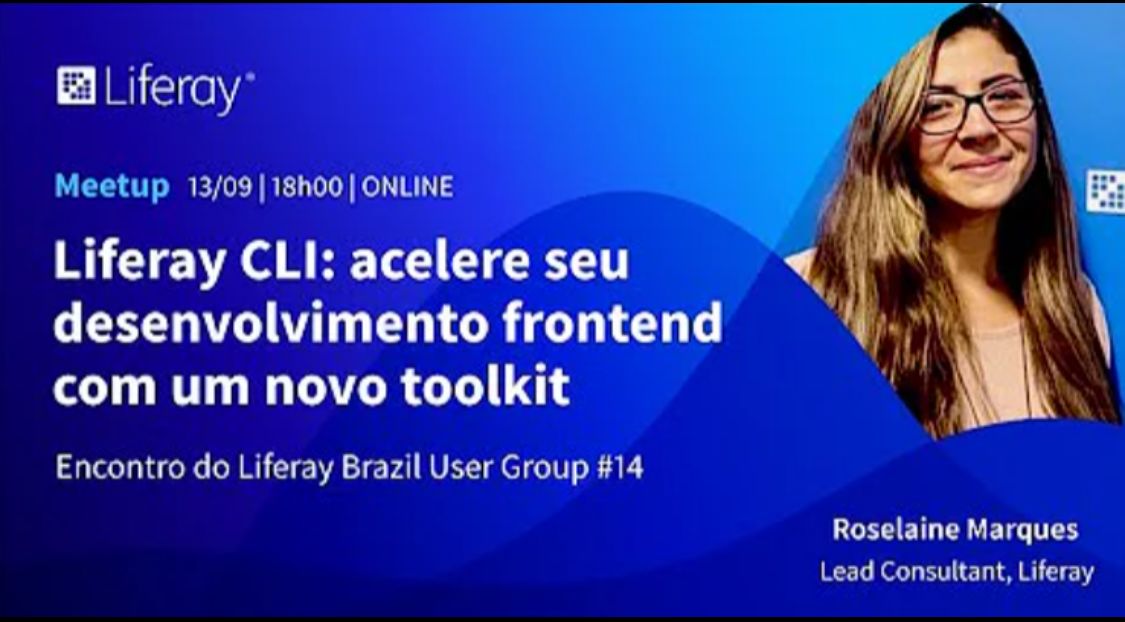 Liferay®
Meetup 13/09 | 18h00 | ONLINE
Liferay CLI: acelere seu
desenvolvimento frontend
com um novo toolkit
Encontro do Liferay Brazil User Group #14
Roselaine Marques
Lead Consultant, Liferay